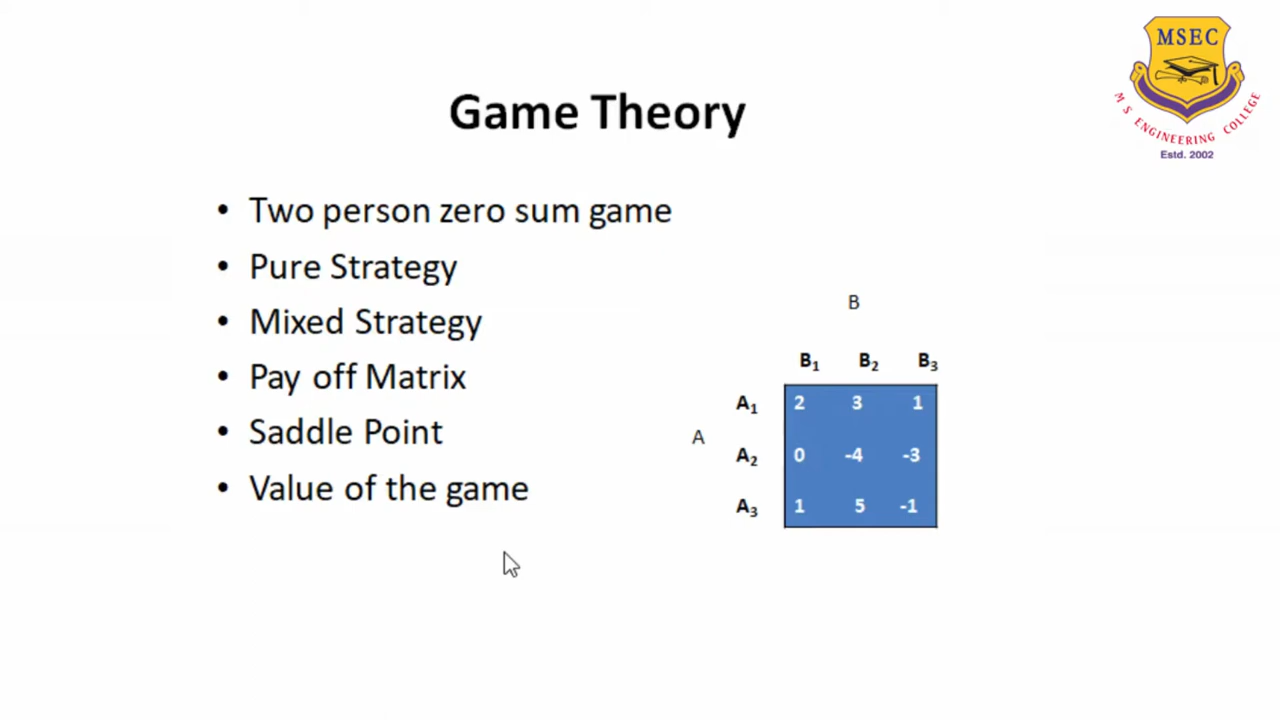 MSEC
M S ENGINEERING COLLEGE
Estd. 2002
Game Theory
• Two person zero sum game
• Pure Strategy
• Mixed Strategy
• Pay off Matrix
• Saddle Point
• Value of the game
B
B₁ B₂ B₃
A₁ 2 3 1
A
A₂ 0 -4 -3
A₃ 1 5 -1